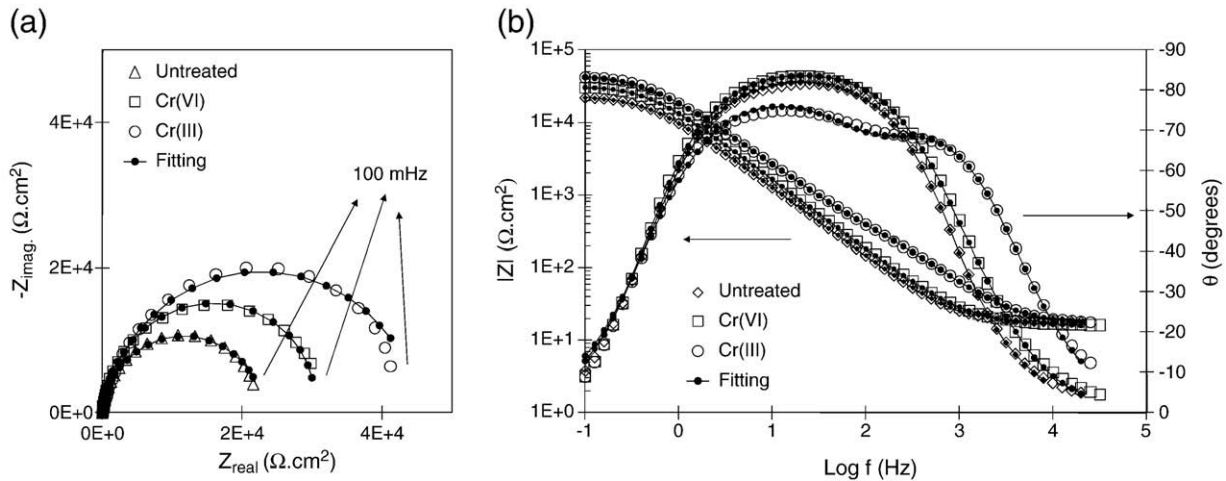 (a)
Untreated
Cr(VI)
Cr(III)
Fitting
100 mHz
4E+4
2E+4
0E+0
-Z imag. (Ω.cm²)
0E+0 2E+4 4E+4
Z real (Ω.cm²)
(b)
1E+5
1E+4
1E+3
1E+2
1E+1
1E+0
|Z| (Ω.cm²)
Untreated
Cr(VI)
Cr(III)
Fitting
-90
-80
-70
-60
-50
-40
-30
-20
-10
0
θ (degrees)
-1 0 1 2 3 4 5
Log f (Hz)